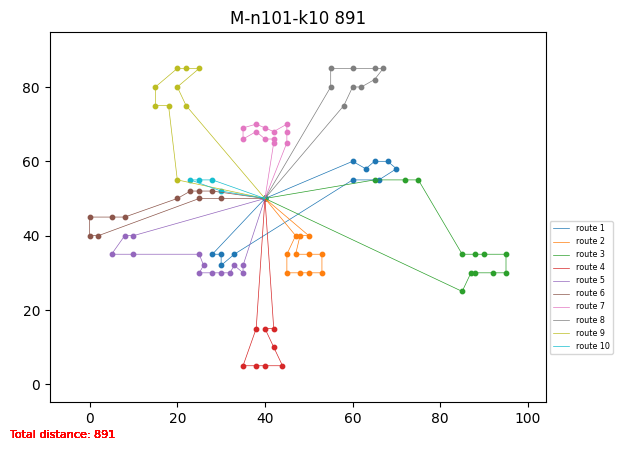 M-n101-k10 891
80
60
40
20
0
0 20 40 60 80 100
route 1
route 2
route 3
route 4
route 5
route 6
route 7
route 8
route 9
route 10
Total distance: 891